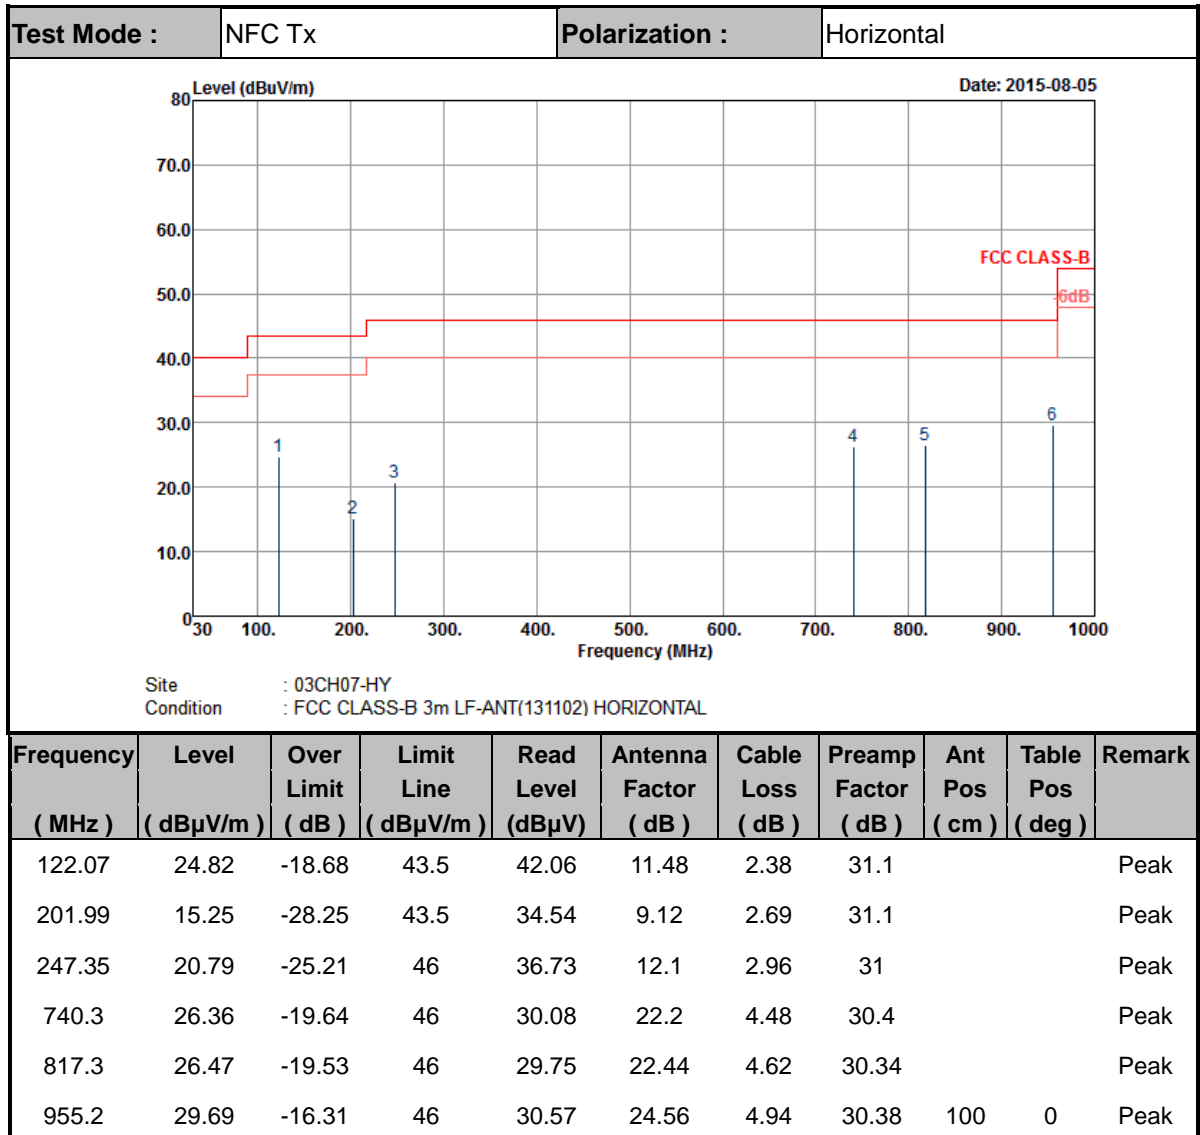 Test Mode : NFC Tx Polarization : Horizontal
Level (dBuV/m) Date: 2015-08-05
80
70.0
60.0
FCC CLASS-B
50.0
-6dB
40.0
30.0
6
1
4
5
3
20.0
2
10.0
0
30 100. 200. 300. 400. 500. 600. 700. 800. 900. 1000
Frequency (MHz)
Site : 03CH07-HY
Condition : FCC CLASS-B 3m LF-ANT(131102) HORIZONTAL
Frequency Level Over Limit Read Antenna Cable Preamp Ant Table Remark
Limit Line Level Factor Loss Factor Pos Pos
( MHz ) ( dBµV/m ) ( dB ) ( dBµV/m ) (dBµV) ( dB ) ( dB ) ( dB ) ( cm ) ( deg )
122.07 24.82 -18.68 43.5 42.06 11.48 2.38 31.1 Peak
201.99 15.25 -28.25 43.5 34.54 9.12 2.69 31.1 Peak
247.35 20.79 -25.21 46 36.73 12.1 2.96 31 Peak
740.3 26.36 -19.64 46 30.08 22.2 4.48 30.4 Peak
817.3 26.47 -19.53 46 29.75 22.44 4.62 30.34 Peak
955.2 29.69 -16.31 46 30.57 24.56 4.94 30.38 100 0 Peak